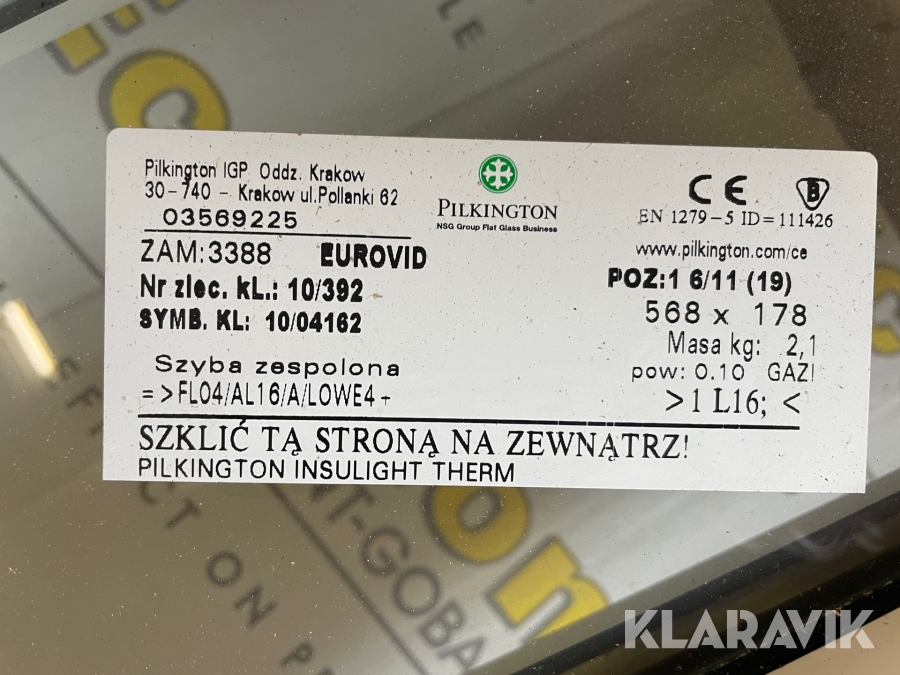 Pilkington IGP Oddz. Krakow
30-740 - Krakow ul.Pollanki 62
03569225
PILKINGTON
NSG Group Flat Glass Business
CE B
EN 1279-5 ID=111426
ZAM:3388 EUROVID
www.pilkington.com/ce
Nr zlec. kL.: 10/392
POZ:1 6/11 (19)
SYMB. KL: 10/04162
568 x 178
Masa kg: 2,1
Szyba zespolona
pow: 0.10 GAZ!
=>FL04/AL16/A/LOWE4+
>1 L16; <
SZKLIĆ TĄ STRONĄ NA ZEWNĄTRZ!
PILKINGTON INSULIGHT THERM
KLARAVIK